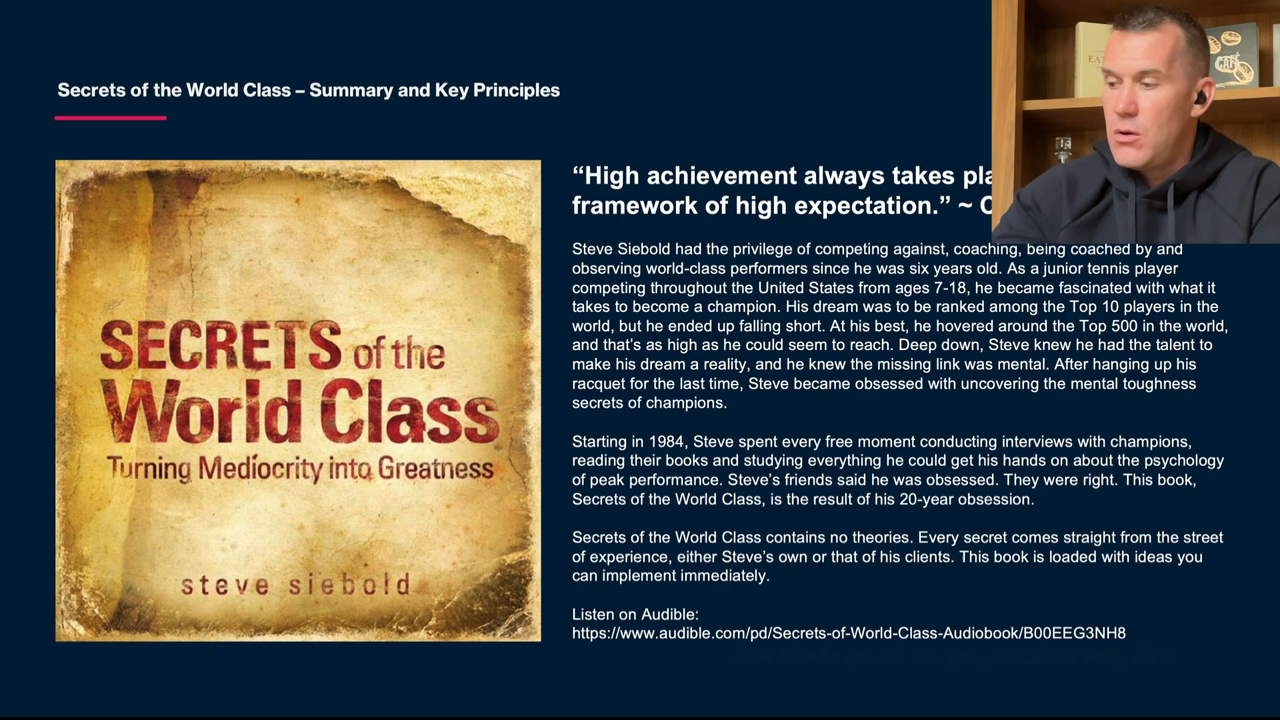 Secrets of the World Class – Summary and Key Principles
SECRETS of the
World Class
Turning Mediocrity into Greatness
steve siebold
“High achievement always takes
framework of high expectation.” ~
Steve Siebold had the privilege of competing against, coaching, being coached by and
observing world-class performers since he was six years old. As a junior tennis player
competing throughout the United States from ages 7-18, he became fascinated with what it
takes to become a champion. His dream was to be ranked among the Top 10 players in the
world, but he ended up falling short. At his best, he hovered around the Top 500 in the world,
and that’s as high as he could seem to reach. Deep down, Steve knew he had the talent to
make his dream a reality, and he knew the missing link was mental. After hanging up his
racquet for the last time, Steve became obsessed with uncovering the mental toughness
secrets of champions.
Starting in 1984, Steve spent every free moment conducting interviews with champions,
reading their books and studying everything he could get his hands on about the psychology
of peak performance. Steve’s friends said he was obsessed. They were right. This book,
Secrets of the World Class, is the result of his 20-year obsession.
Secrets of the World Class contains no theories. Every secret comes straight from the street
of experience, either Steve’s own or that of his clients. This book is loaded with ideas you
can implement immediately.
Listen on Audible:
https://www.audible.com/pd/Secrets-of-World-Class-Audiobook/B00EEG3NH8